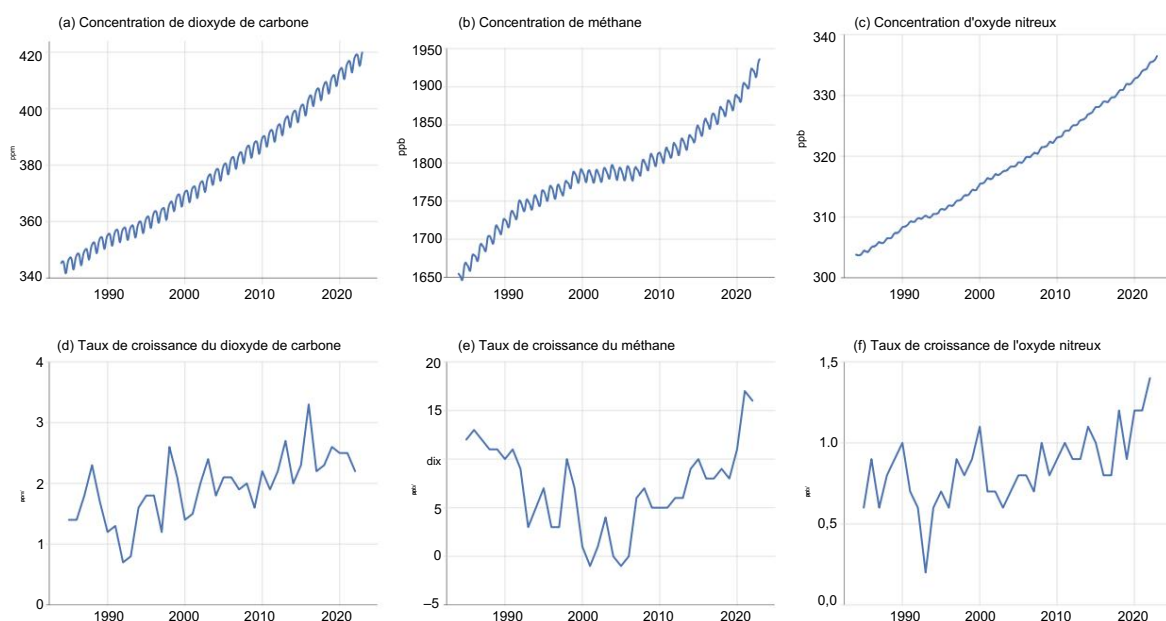 (a) Concentration de dioxyde de carbone
420
400
380
360
340
ppm
1990 2000 2010 2020
(b) Concentration de méthane
1950
1900
1850
1800
1750
1700
1650
ppb
1990 2000 2010 2020
(c) Concentration d'oxyde nitreux
340
330
320
310
300
ppb
1990 2000 2010 2020
(d) Taux de croissance du dioxyde de carbone
4
3
2
1
0
1990 2000 2010 2020
(e) Taux de croissance du méthane
20
15
dix
5
0
–5
ppb/
1990 2000 2010 2020
(f) Taux de croissance de l'oxyde nitreux
1,5
1.0
0,5
0,0
ppb/
1990 2000 2010 2020